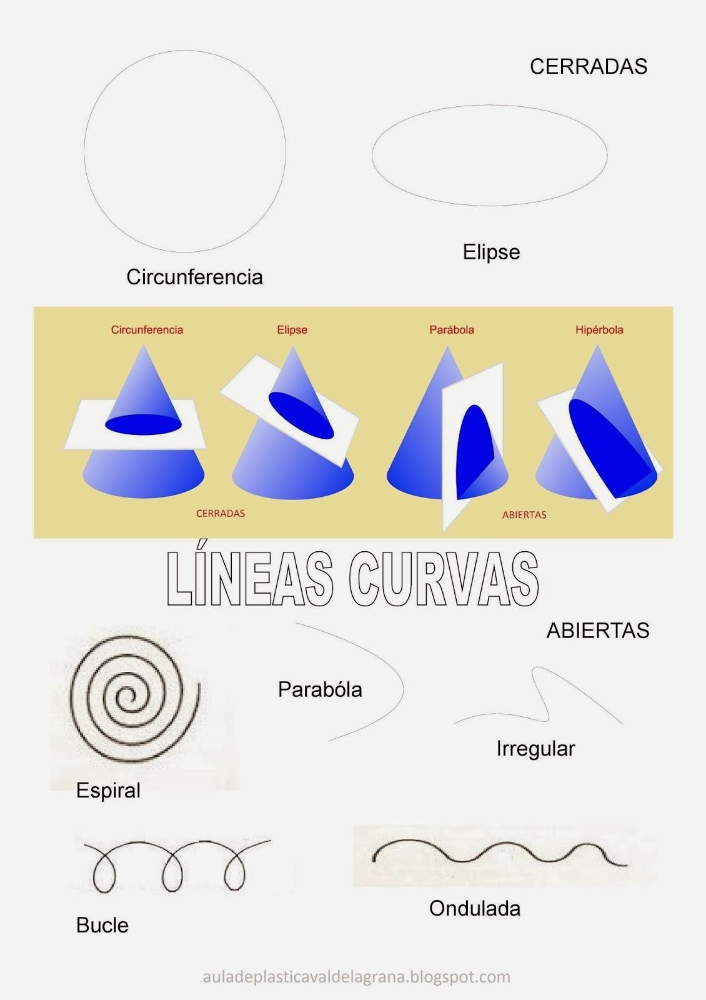 CERRADAS
Elipse
Circunferencia
Circunferencia
Elipse
Parábola
Hipérbola
CERRADAS
ABIERTAS
LÍNEAS CURVAS
ABIERTAS
Parabóla
Irregular
Espiral
Ondulada
Bucle
auladeplasticavaldelagrana.blogspot.com